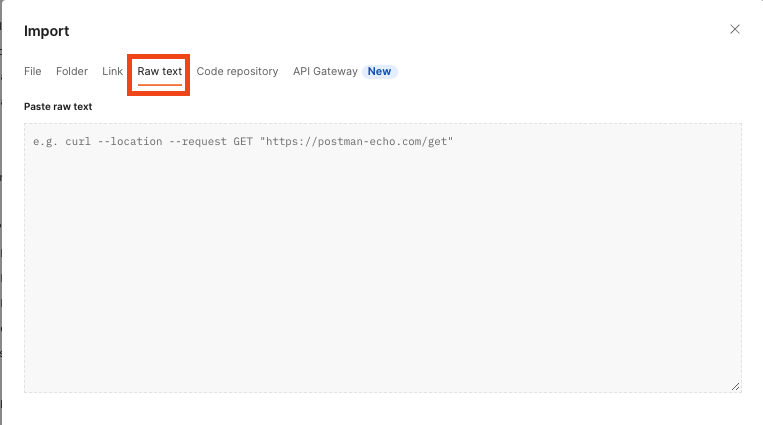 Import
File Folder Link Raw text Code repository API Gateway New
Paste raw text
e.g. curl --location --request GET "https://postman-echo.com/get"